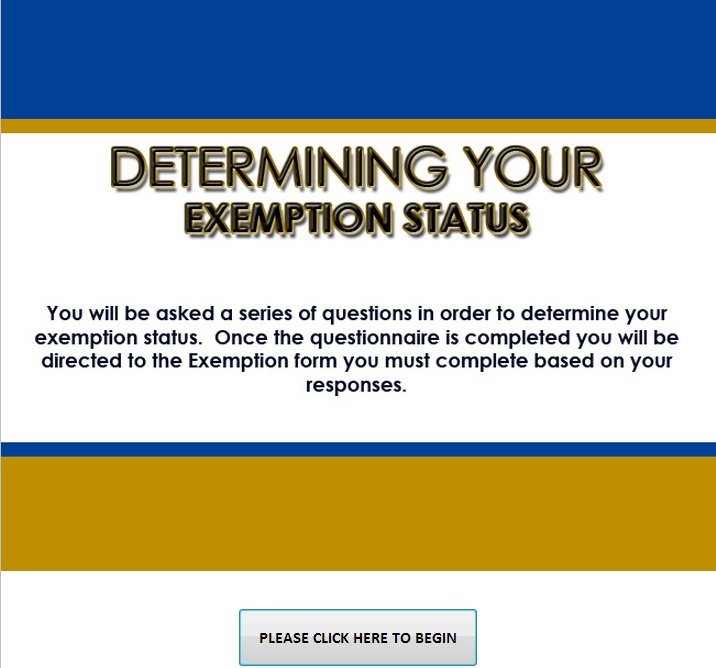 DETERMINING YOUR
EXEMPTION STATUS
You will be asked a series of questions in order to determine your
exemption status.  Once the questionnaire is completed you will be
directed to the Exemption form you must complete based on your
responses.
PLEASE CLICK HERE TO BEGIN